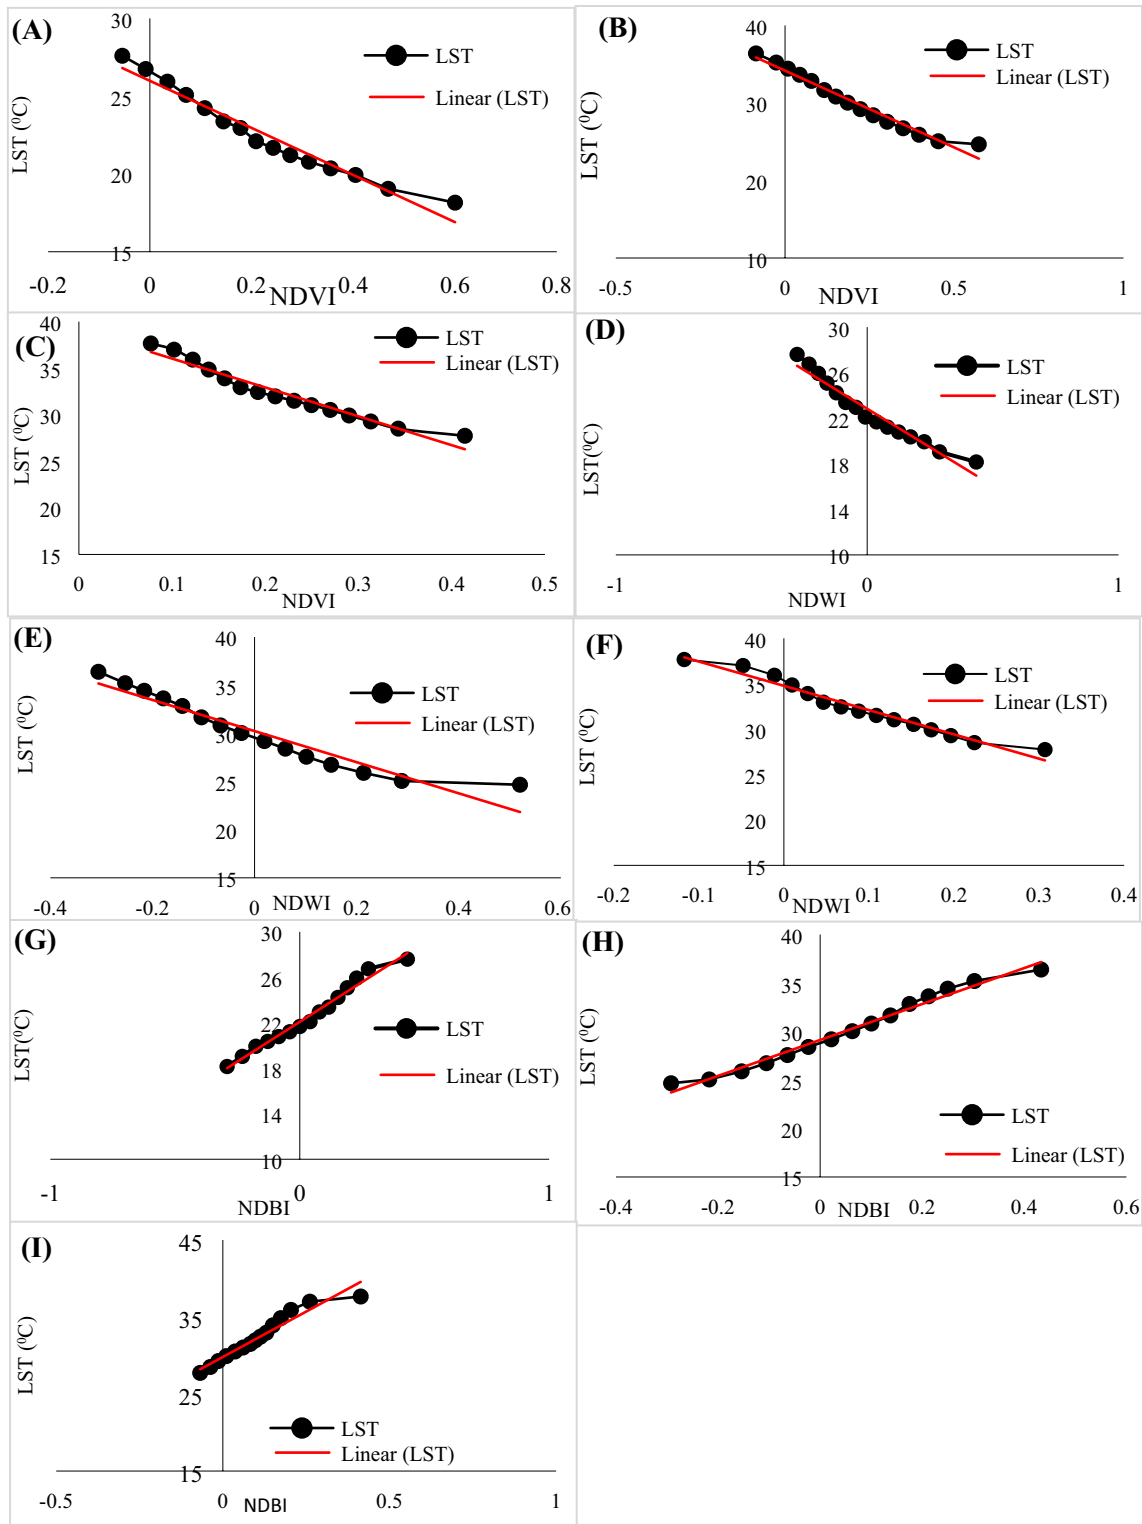 (A)
30
25
20
15
LST (⁰C)
LST
Linear (LST)
-0.2 0 0.2 0.4 0.6 0.8
NDVI
(B)
40
30
20
10
LST (⁰C)
LST
Linear (LST)
-0.5 0 0.5 1
NDVI
(C)
40
35
30
25
20
15
LST (⁰C)
LST
Linear (LST)
0 0.1 0.2 0.3 0.4 0.5
NDVI
(D)
30
26
22
18
14
10
LST(⁰C)
LST
Linear (LST)
-1 0 1
NDWI
(E)
40
35
30
25
20
15
LST (⁰C)
LST
Linear (LST)
-0.4 -0.2 0 0.2 0.4 0.6
NDWI
(F)
40
35
30
25
20
15
LST (⁰C)
LST
Linear (LST)
-0.2 -0.1 0 0.1 0.2 0.3 0.4
NDWI
(G)
30
26
22
18
14
10
LST(⁰C)
LST
Linear (LST)
-1 0 1
NDBI
(H)
40
35
30
25
20
15
LST (⁰C)
LST
Linear (LST)
-0.4 -0.2 0 0.2 0.4 0.6
NDBI
(I)
45
35
25
15
LST (⁰C)
LST
Linear (LST)
-0.5 0 0.5 1
NDBI